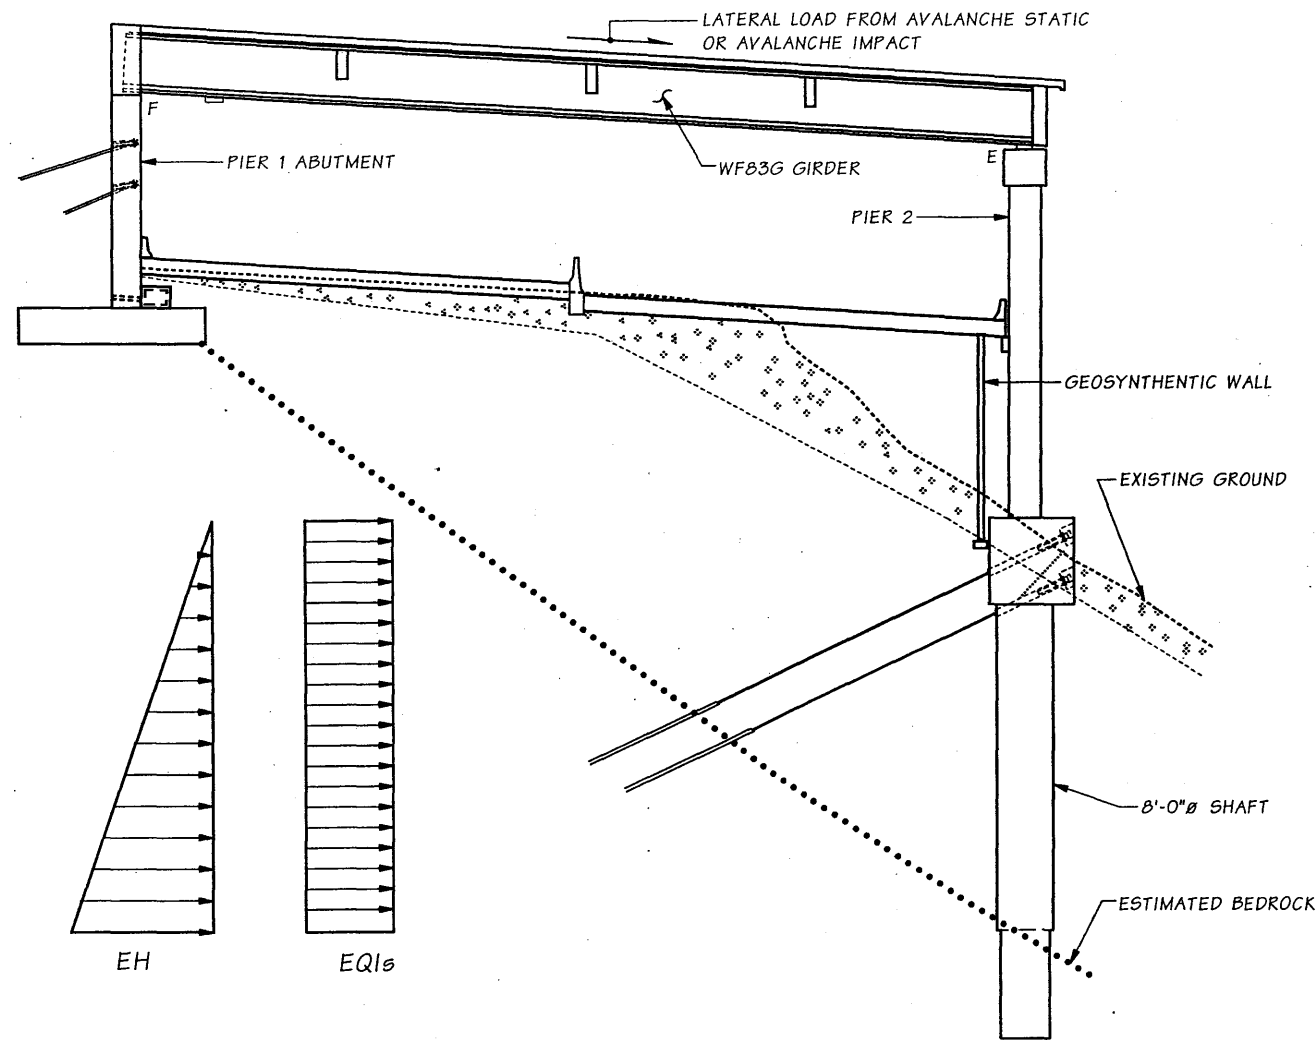 LATERAL LOAD FROM AVALANCHE STATIC
OR AVALANCHE IMPACT
F
PIER 1 ABUTMENT
WF83G GIRDER
E
PIER 2
GEOSYNTHENTIC WALL
EXISTING GROUND
8'-0"ø SHAFT
ESTIMATED BEDROCK
EH
EQIs